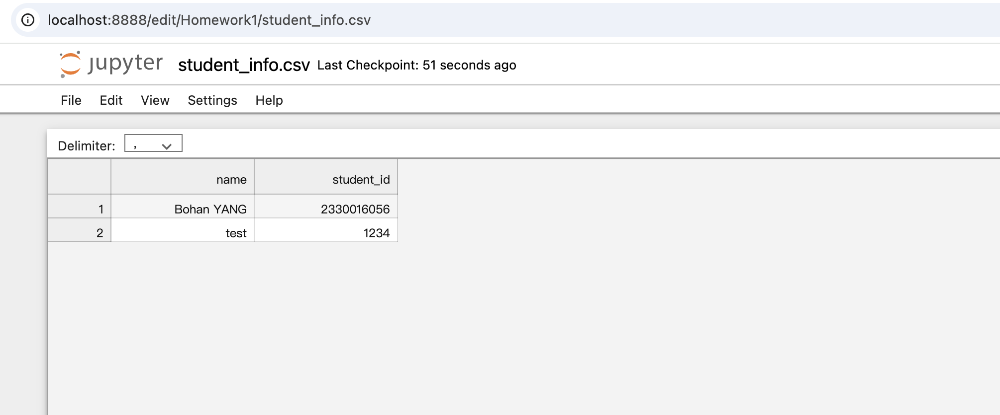 localhost:8888/edit/Homework1/student_info.csv
jupyter student_info.csv Last Checkpoint: 51 seconds ago
File Edit View Settings Help
Delimiter: ,
name student_id
1 Bohan YANG 2330016056
2 test 1234